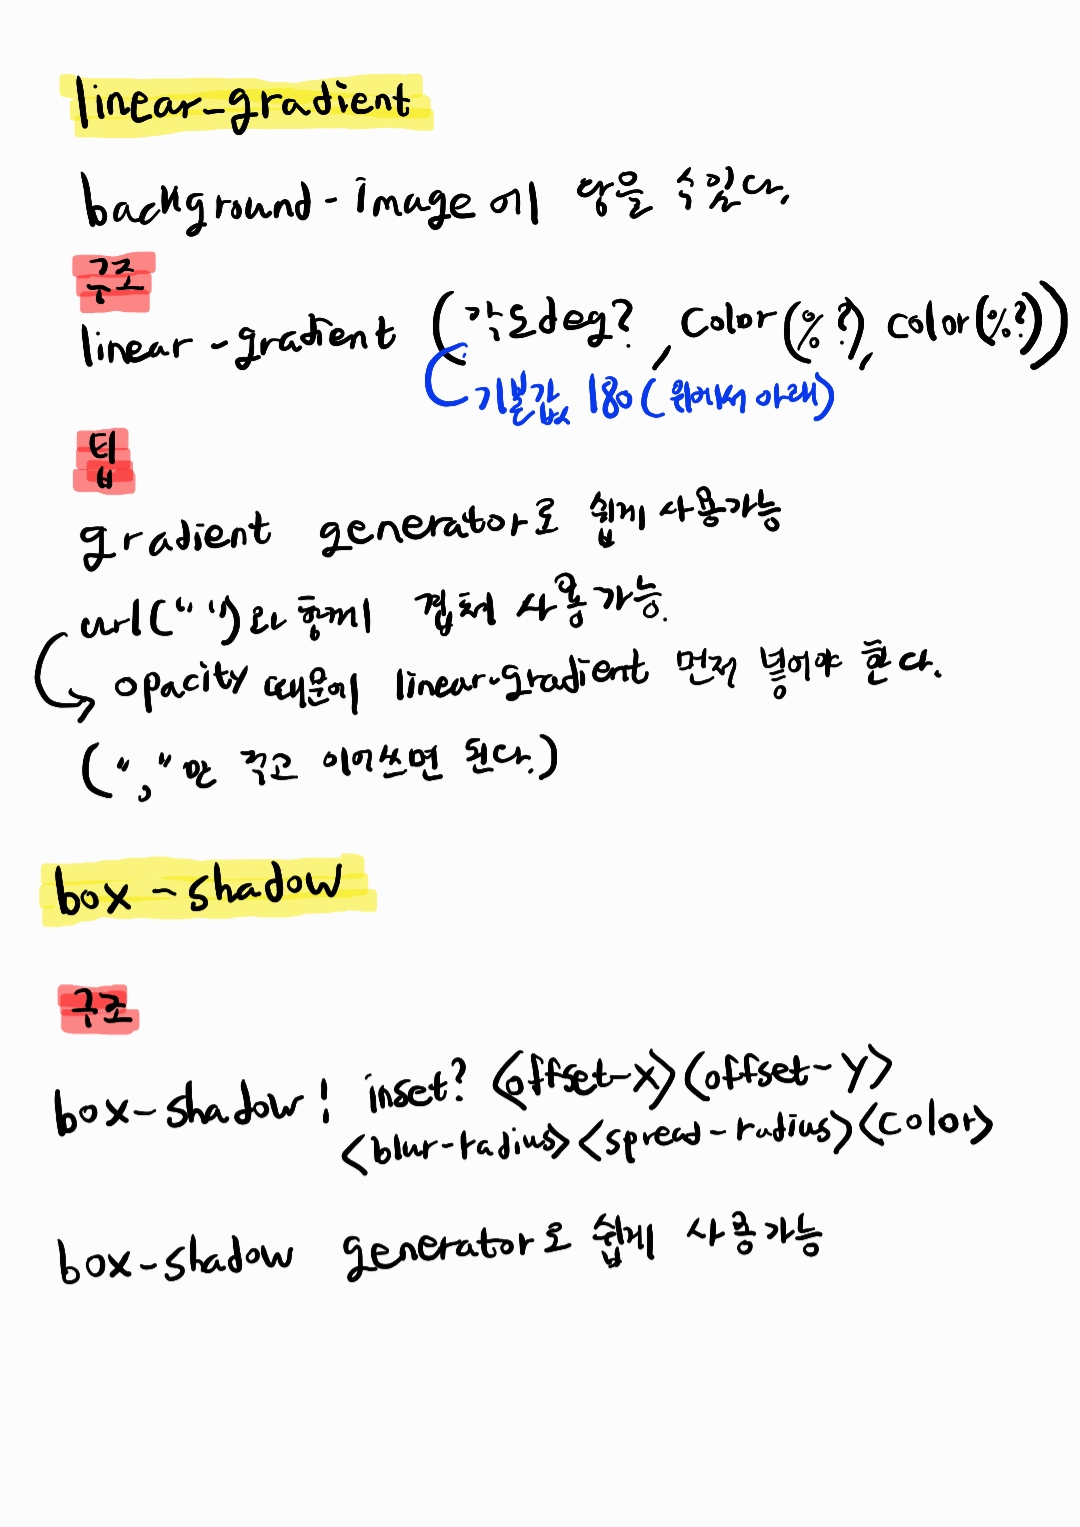 linear-gradient
background-image에 담을 수 있다.
구조
linear-gradient (각도deg?, color(%?), color(%?))
기본값 180 (위에서 아래)
팁
gradient generator로 쉽게 사용가능
url(" ")와 함께 겹쳐 사용 가능.
opacity 때문에 linear-gradient 먼저 넣어야 한다.
(","만 적고 이어쓰면 된다.)
box-shadow
구조
box-shadow: inset? <offset-x> <offset-y>
<blur-radius> <spread-radius> <color>
box-shadow generator로 쉽게 사용가능